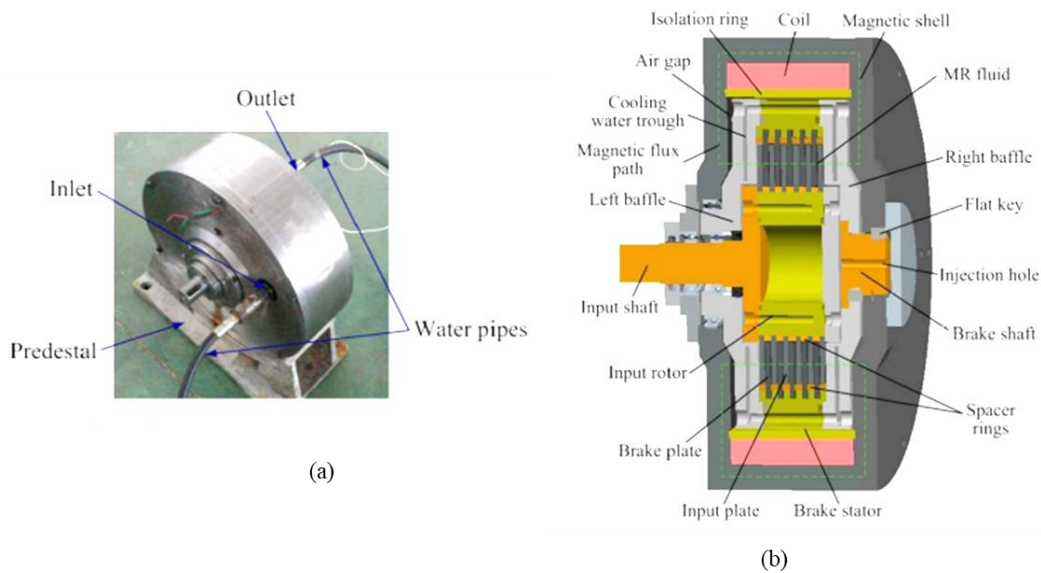 Outlet
Inlet
Water pipes
Predestal
(a)
Isolation ring
Coil
Magnetic shell
Air gap
MR fluid
Cooling
water trough
Magnetic flux
path
Right baffle
Left baffle
Flat key
Injection hole
Input shaft
Brake shaft
Input rotor
Spacer
rings
Brake plate
Input plate
Brake stator
(b)